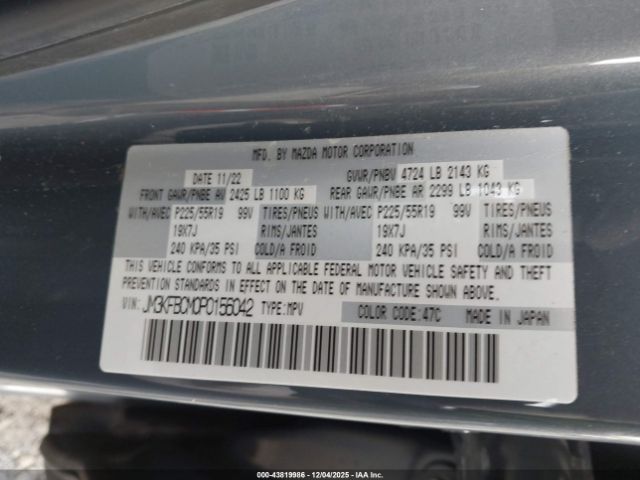 MFD. BY MAZDA MOTOR CORPORATION
DATE 11/22 GVWR/PNBV 4724 LB 2143 KG
FRONT GAWR/PNBE AV 2425 LB 1100 KG REAR GAWR/PNBE AR 2299 LB 1043 KG
WITH/AVEC P225/55R19 99V TIRES/PNEUS WITH/AVEC P225/55R19 99V TIRES/PNEUS
19X7J RIMS/JANTES 19X7J RIMS/JANTES
240 KPA/35 PSI COLD/A FROID 240 KPA/35 PSI COLD/A FROID
THIS VEHICLE CONFORMS TO ALL APPLICABLE FEDERAL MOTOR VEHICLE SAFETY AND THEFT
PREVENTION STANDARDS IN EFFECT ON THE DATE OF MANUFACTURE SHOWN ABOVE.
VIN: JM3KFBCM0P0156042 TYPE:MPV COLOR CODE:47C MADE IN JAPAN
000-43819986 - 12/04/2025 - IAA Inc.